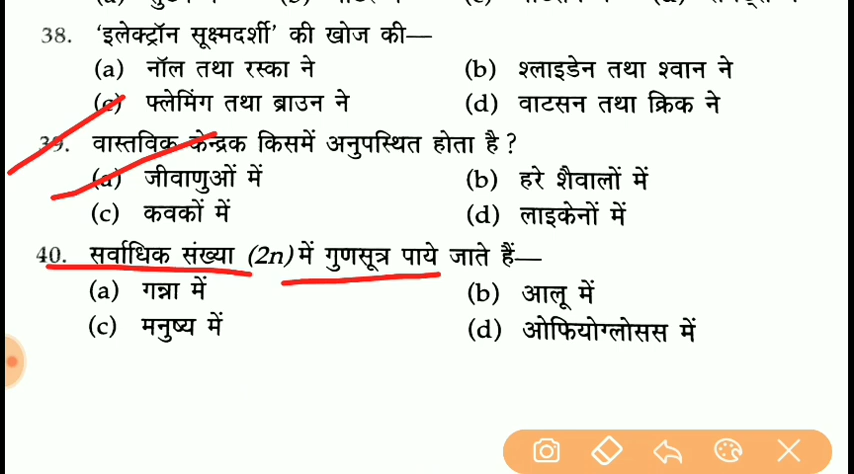 38. ‘इलेक्ट्रॉन सूक्ष्मदर्शी’ की खोज की—
(a) नॉल तथा रस्का ने (b) श्लाइडेन तथा श्वान ने
(c) फ्लेमिंग तथा ब्राउन ने (d) वाटसन तथा क्रिक ने
39. वास्तविक केन्द्रक किसमें अनुपस्थित होता है ?
(a) जीवाणुओं में (b) हरे शैवालों में
(c) कवकों में (d) लाइकेनों में
40. सर्वाधिक संख्या (2n) में गुणसूत्र पाये जाते हैं—
(a) गन्ना में (b) आलू में
(c) मनुष्य में (d) ओफियोग्लोसस में